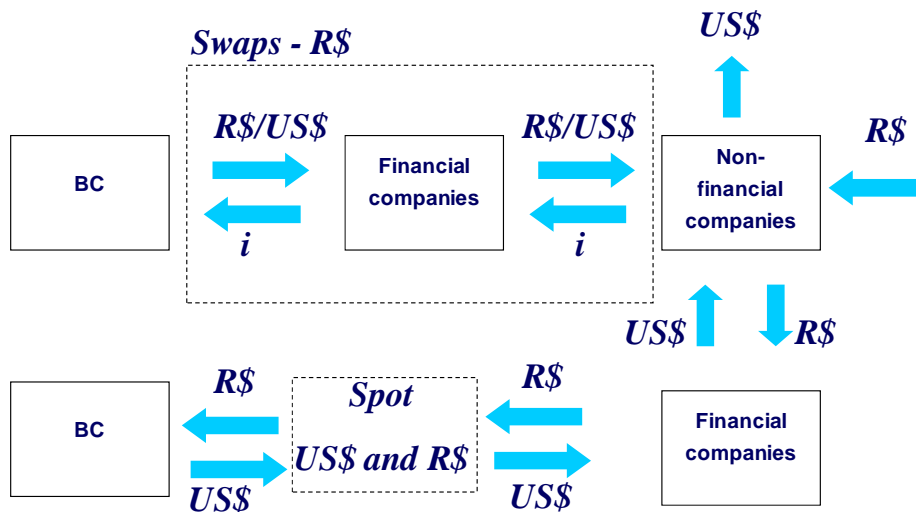 Swaps - R$
US$
R$/US$
R$/US$
R$
BC
Financial
companies
Non-
financial
companies
i
i
US$
R$
R$
R$
BC
Spot
US$ and R$
Financial
companies
US$
US$